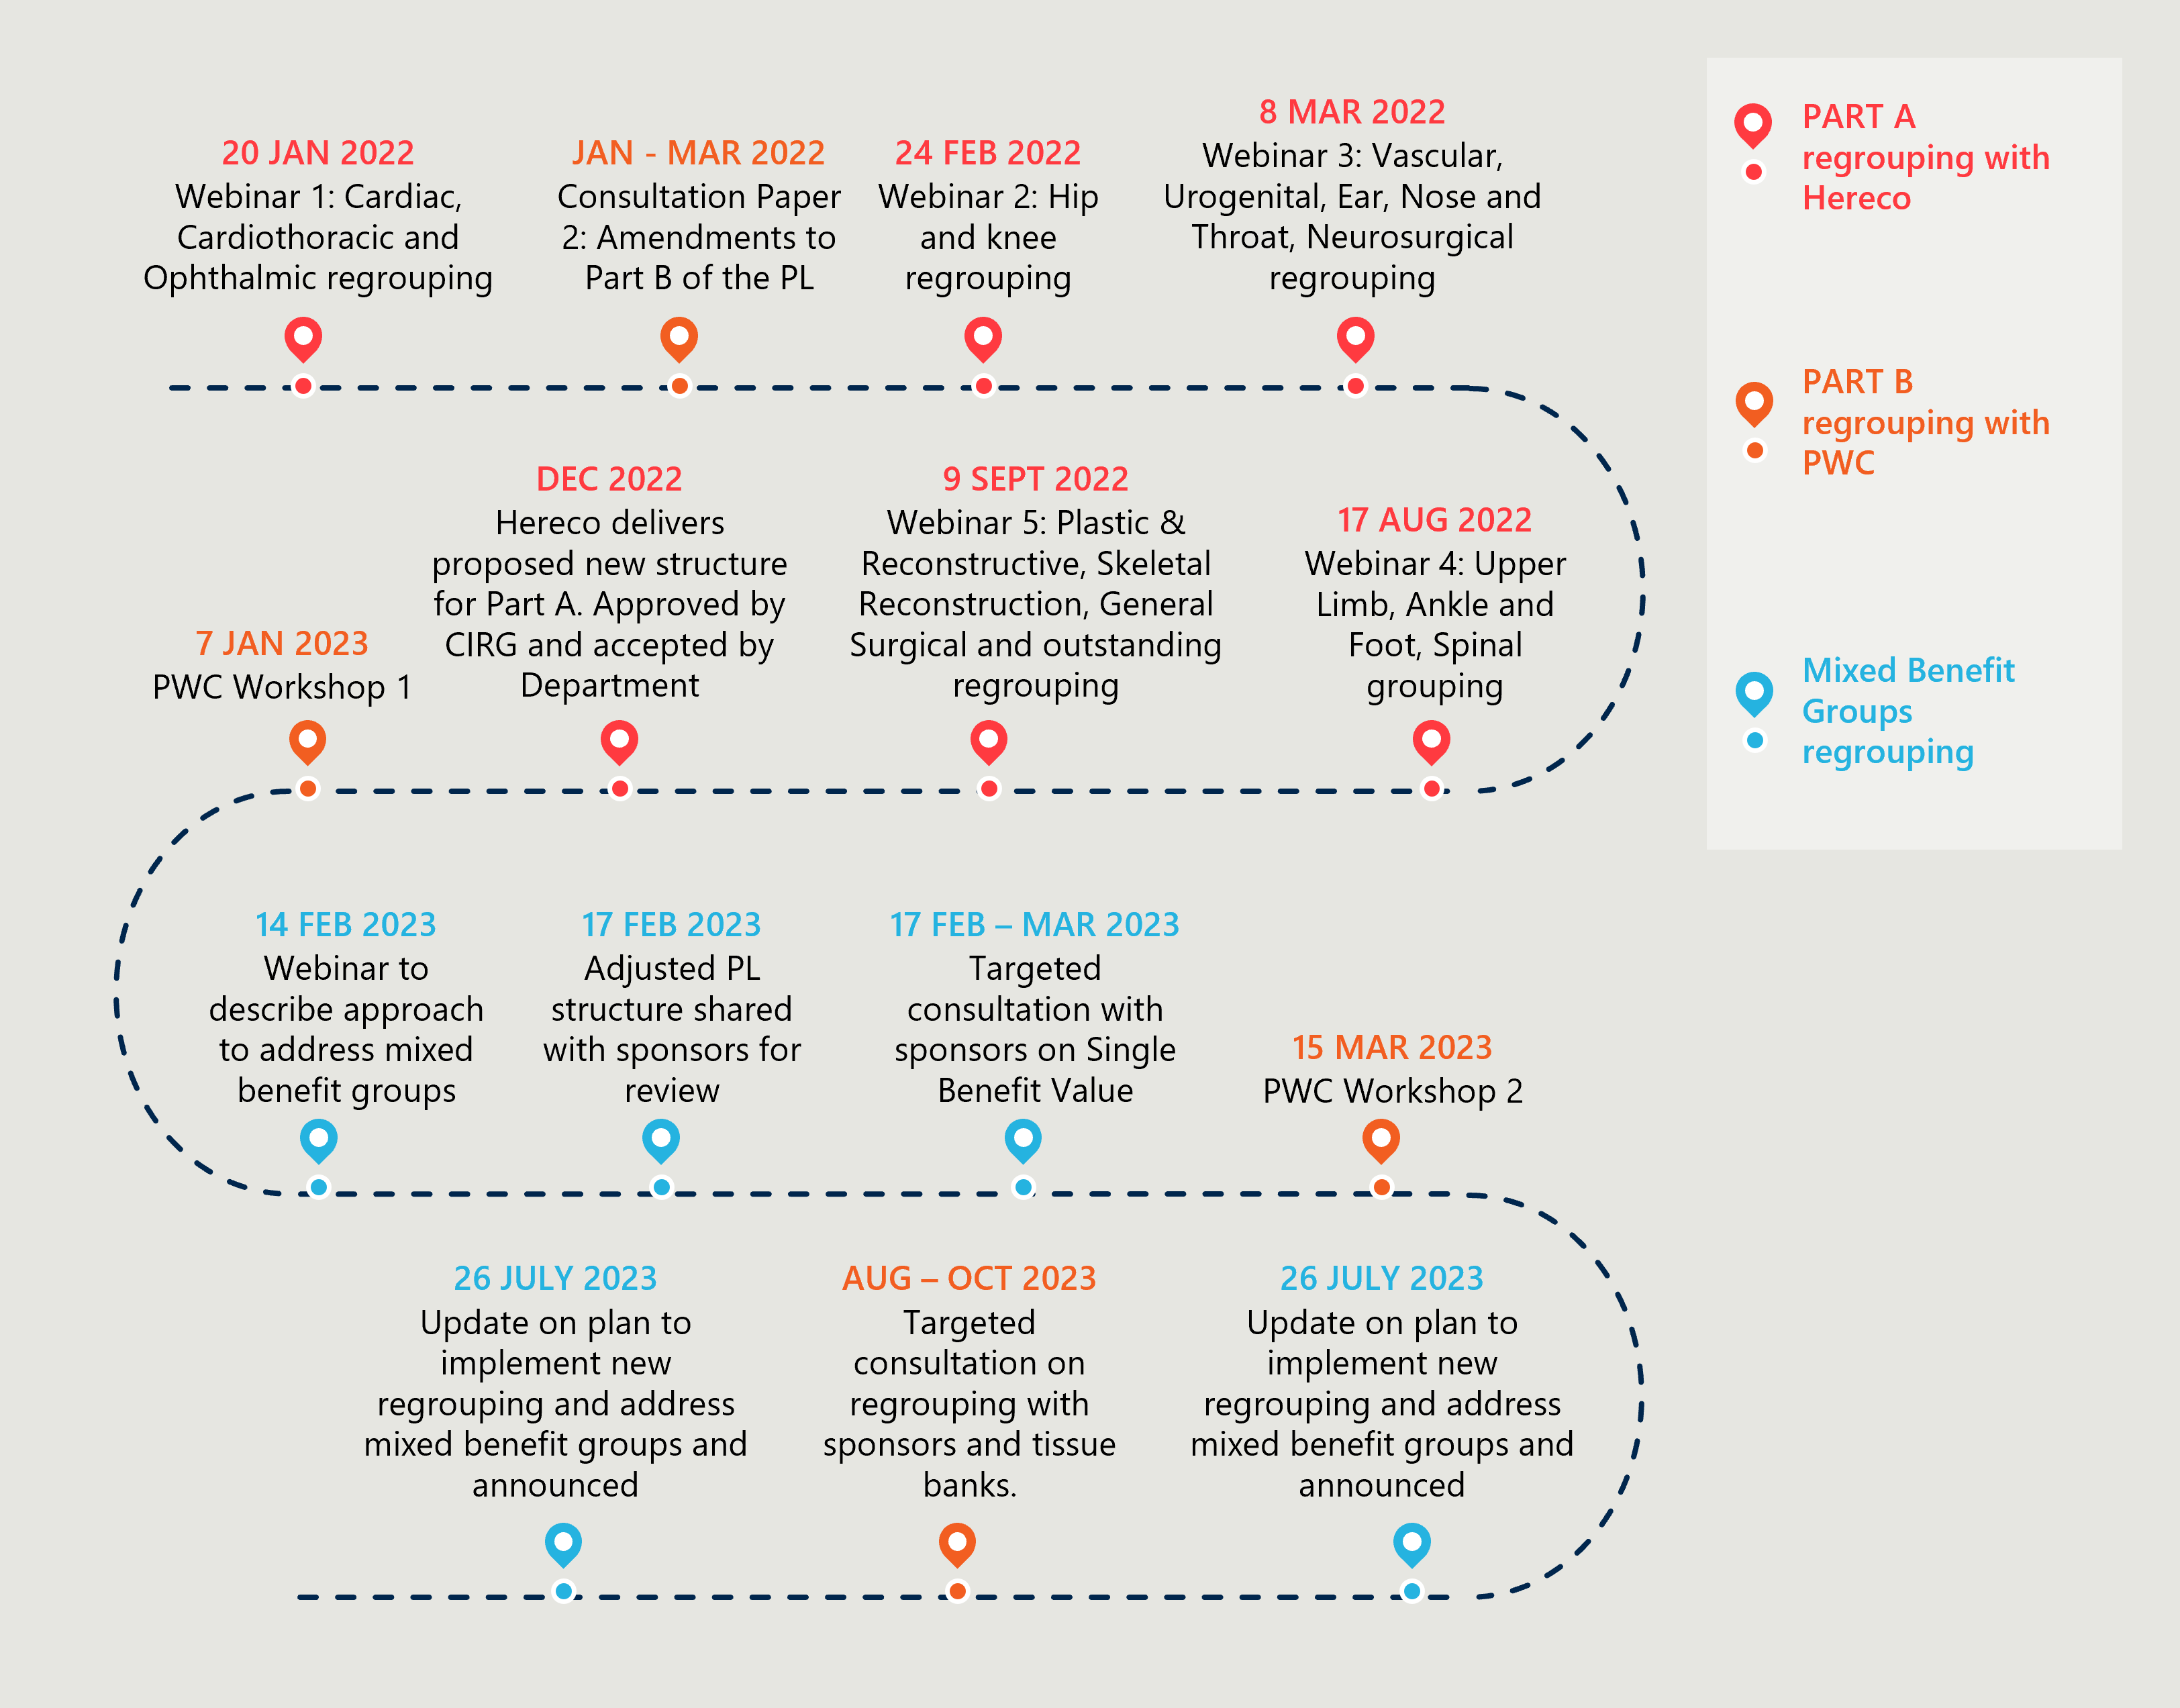 20 JAN 2022
Webinar 1: Cardiac,
Cardiothoracic and
Ophthalmic regrouping
JAN - MAR 2022
Consultation Paper
2: Amendments to
Part B of the PL
24 FEB 2022
Webinar 2: Hip
and knee
regrouping
8 MAR 2022
Webinar 3: Vascular,
Urogenital, Ear, Nose and
Throat, Neurosurgical
regrouping
PART A
regrouping with
Hereco
PART B
regrouping with
PWC
Mixed Benefit
Groups
regrouping
17 AUG 2022
Webinar 4: Upper
Limb, Ankle and
Foot, Spinal
grouping
9 SEPT 2022
Webinar 5: Plastic &
Reconstructive, Skeletal
Reconstruction, General
Surgical and outstanding
regrouping
DEC 2022
Hereco delivers
proposed new structure
for Part A. Approved by
CIRG and accepted by
Department
7 JAN 2023
PWC Workshop 1
14 FEB 2023
Webinar to
describe approach
to address mixed
benefit groups
17 FEB 2023
Adjusted PL
structure shared
with sponsors for
review
17 FEB – MAR 2023
Targeted
consultation with
sponsors on Single
Benefit Value
15 MAR 2023
PWC Workshop 2
26 JULY 2023
Update on plan to
implement new
regrouping and address
mixed benefit groups and
announced
AUG – OCT 2023
Targeted
consultation on
regrouping with
sponsors and tissue
banks.
26 JULY 2023
Update on plan to
implement new
regrouping and address
mixed benefit groups and
announced